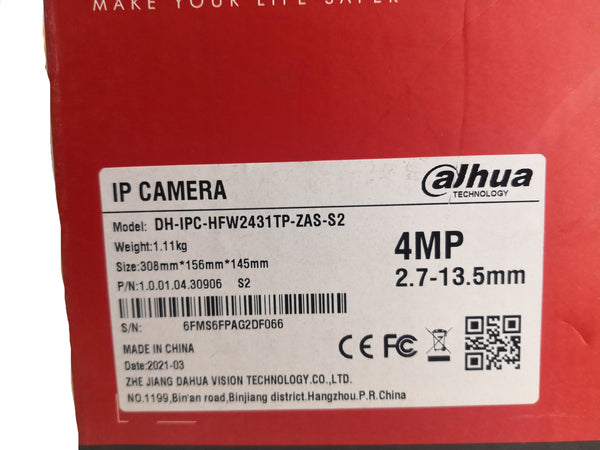 MAKE YOUR LIFE SAFER
IP CAMERA
alhua
TECHNOLOGY
Model: DH-IPC-HFW2431TP-ZAS-S2
Weight:1.11kg
Size:308mm*156mm*145mm
P/N:1.0.01.04.30906 S2
4MP
2.7-13.5mm
S/N: 6FMS6FPAG2DF066
MADE IN CHINA
Date:2021-03
CE FC
ZHE JIANG DAHUA VISION TECHNOLOGY.CO.,LTD.
NO.1199,Bin'an road,Binjiang district.Hangzhou.P.R.China